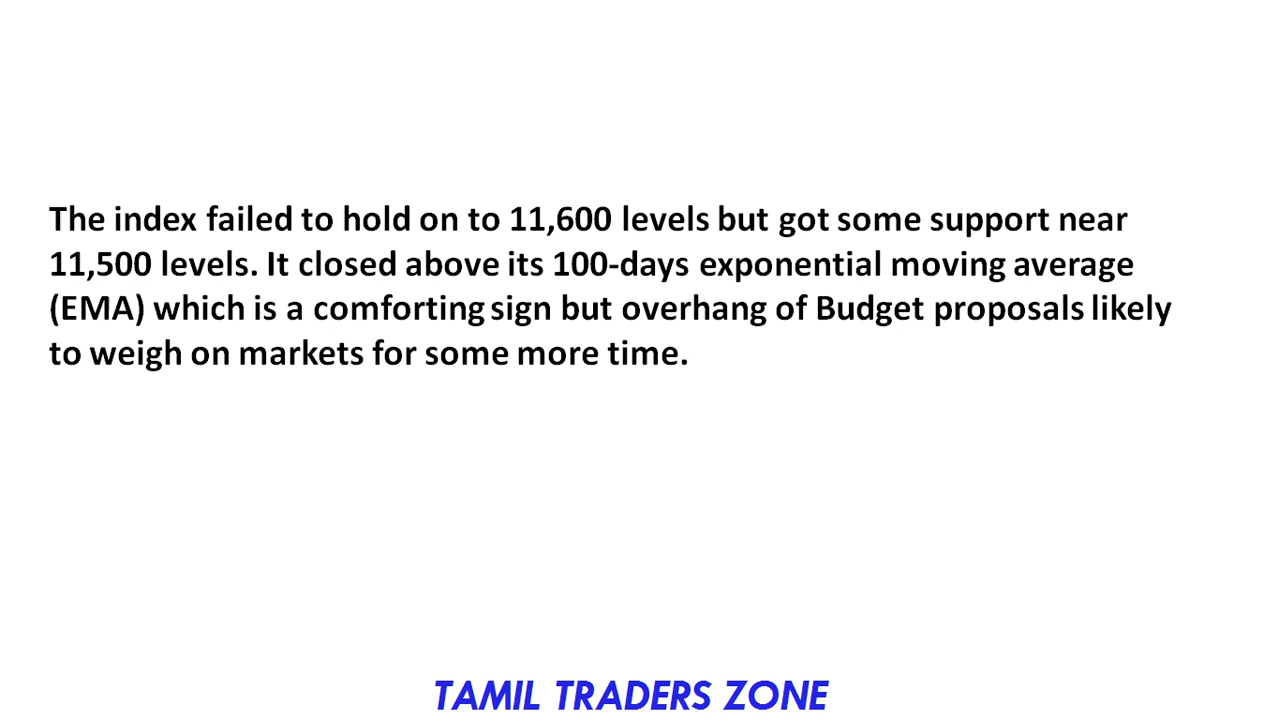 The index failed to hold on to 11,600 levels but got some support near
11,500 levels. It closed above its 100-days exponential moving average
(EMA) which is a comforting sign but overhang of Budget proposals likely
to weigh on markets for some more time.
TAMIL TRADERS ZONE